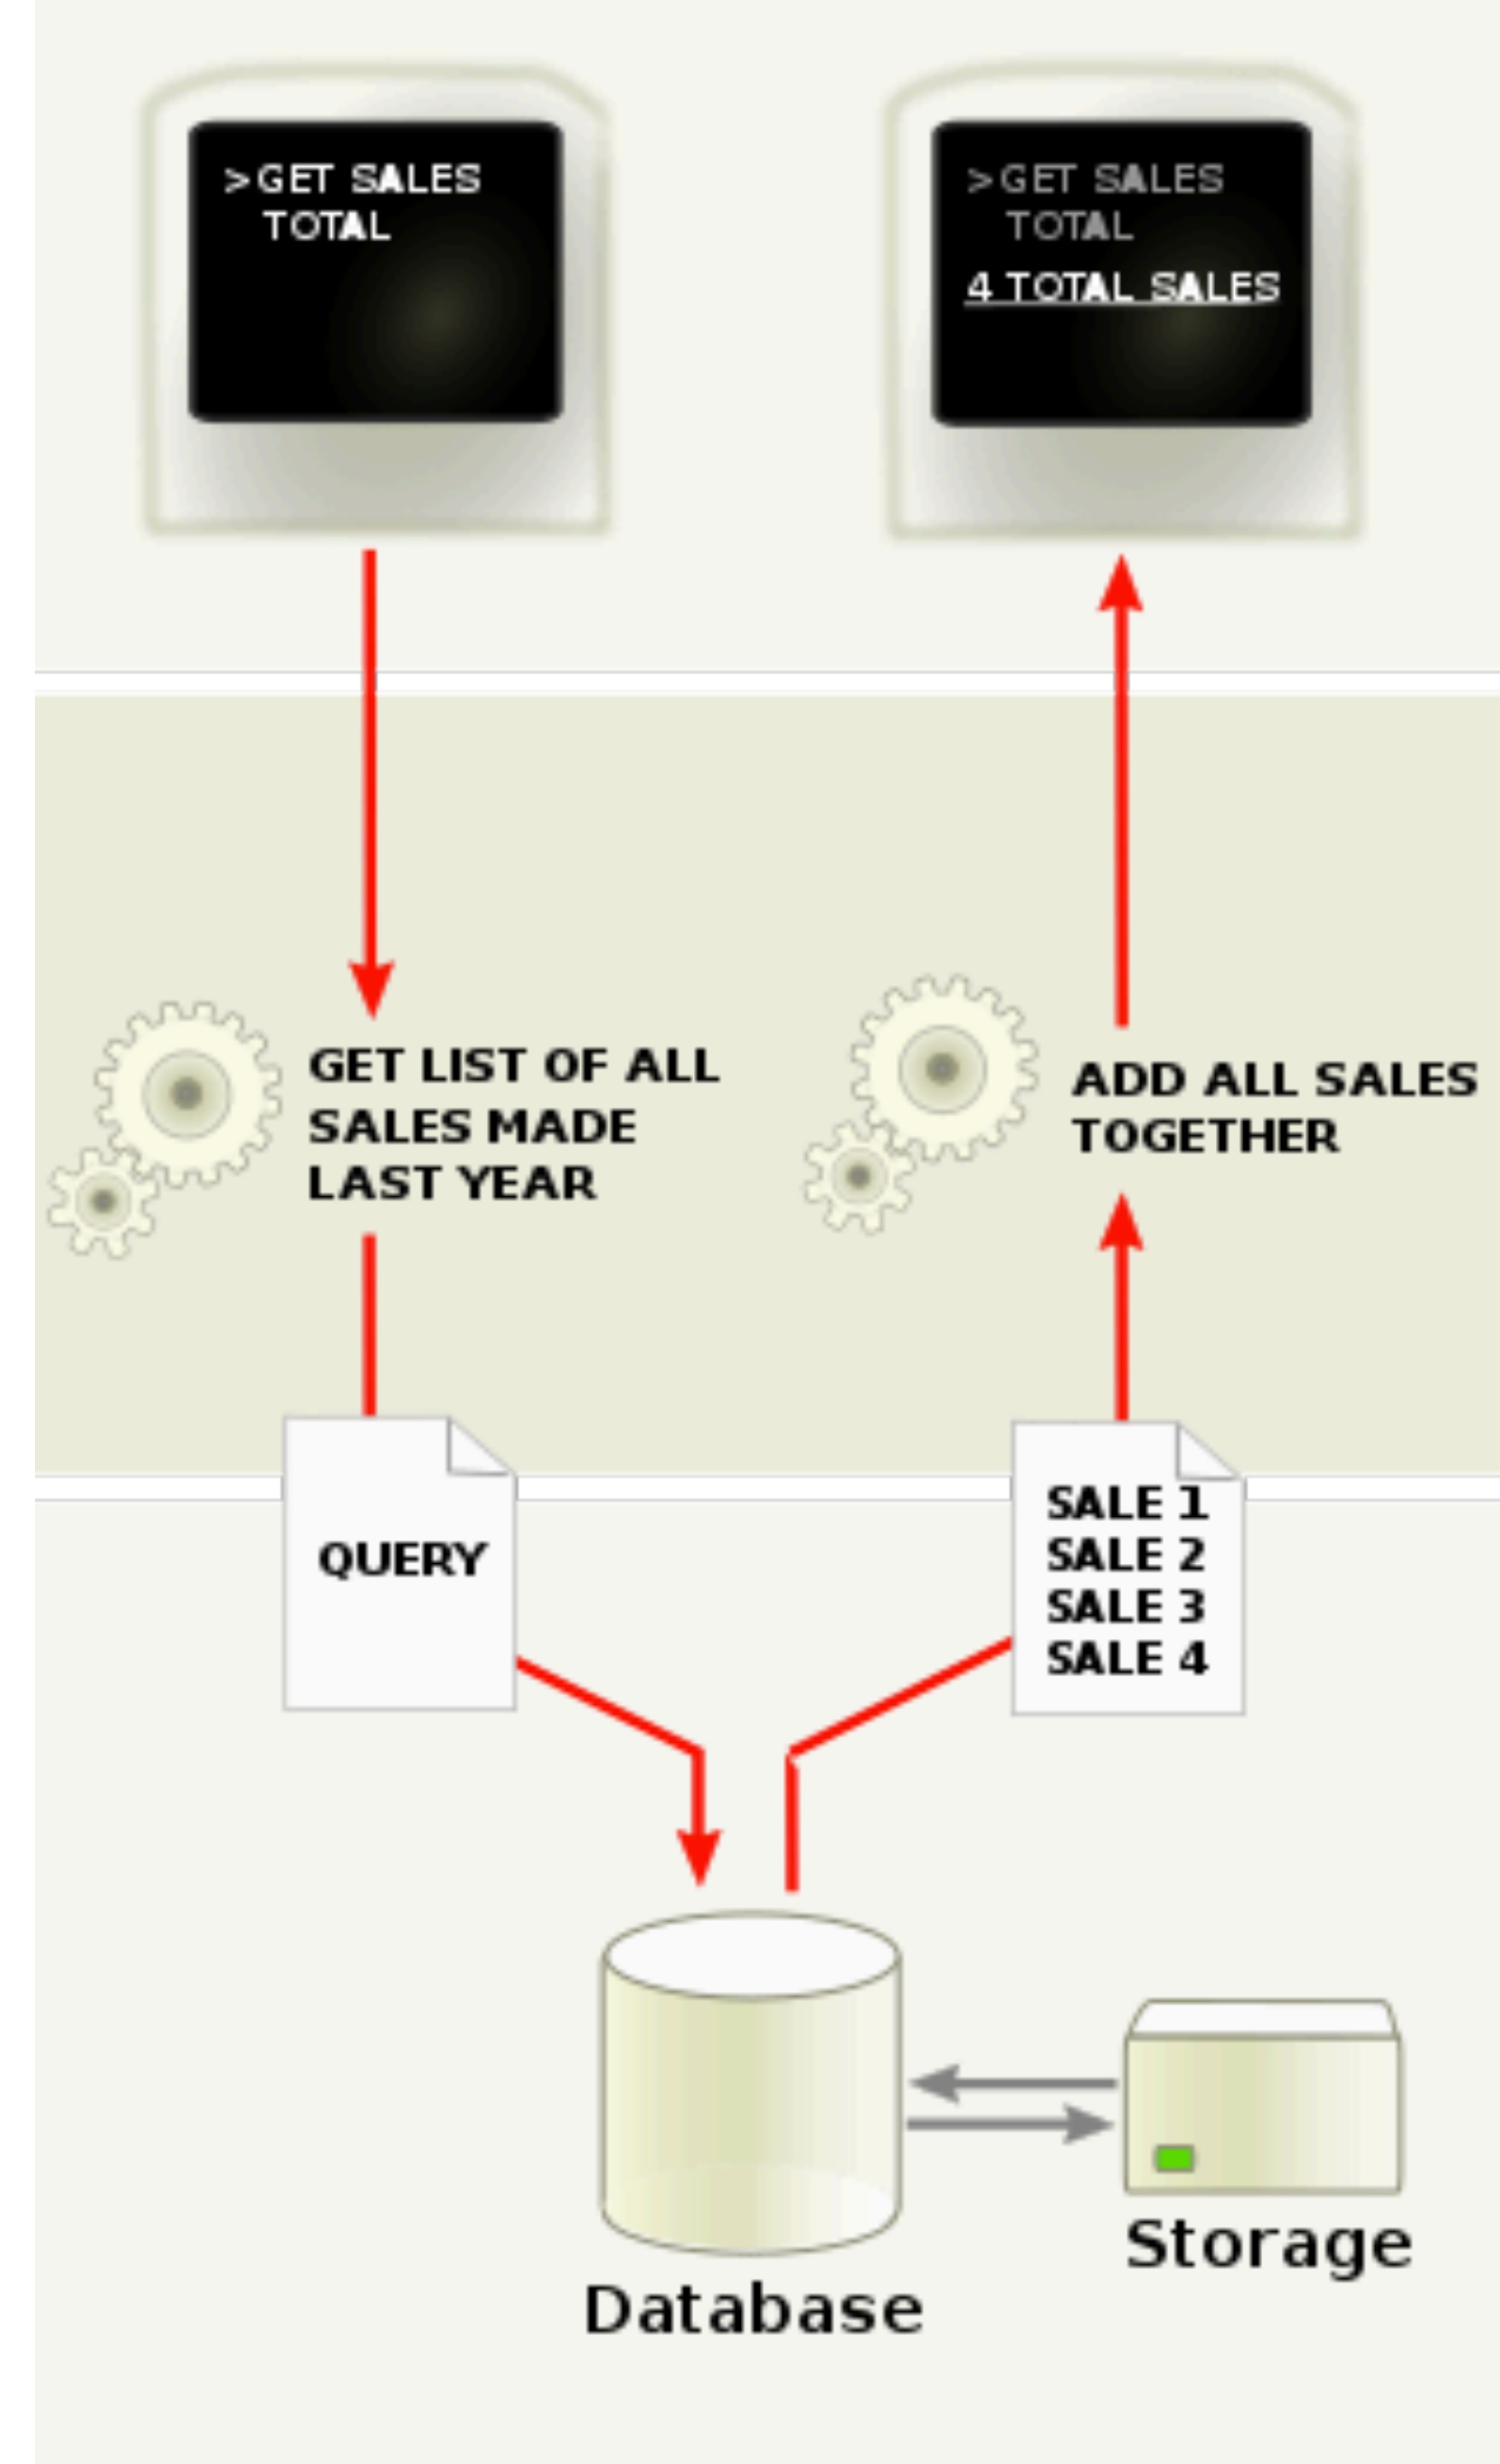 >GET SALES
TOTAL
>GET SALES
TOTAL
4 TOTAL SALES
GET LIST OF ALL
SALES MADE
LAST YEAR
ADD ALL SALES
TOGETHER
QUERY
SALE 1
SALE 2
SALE 3
SALE 4
Database
Storage